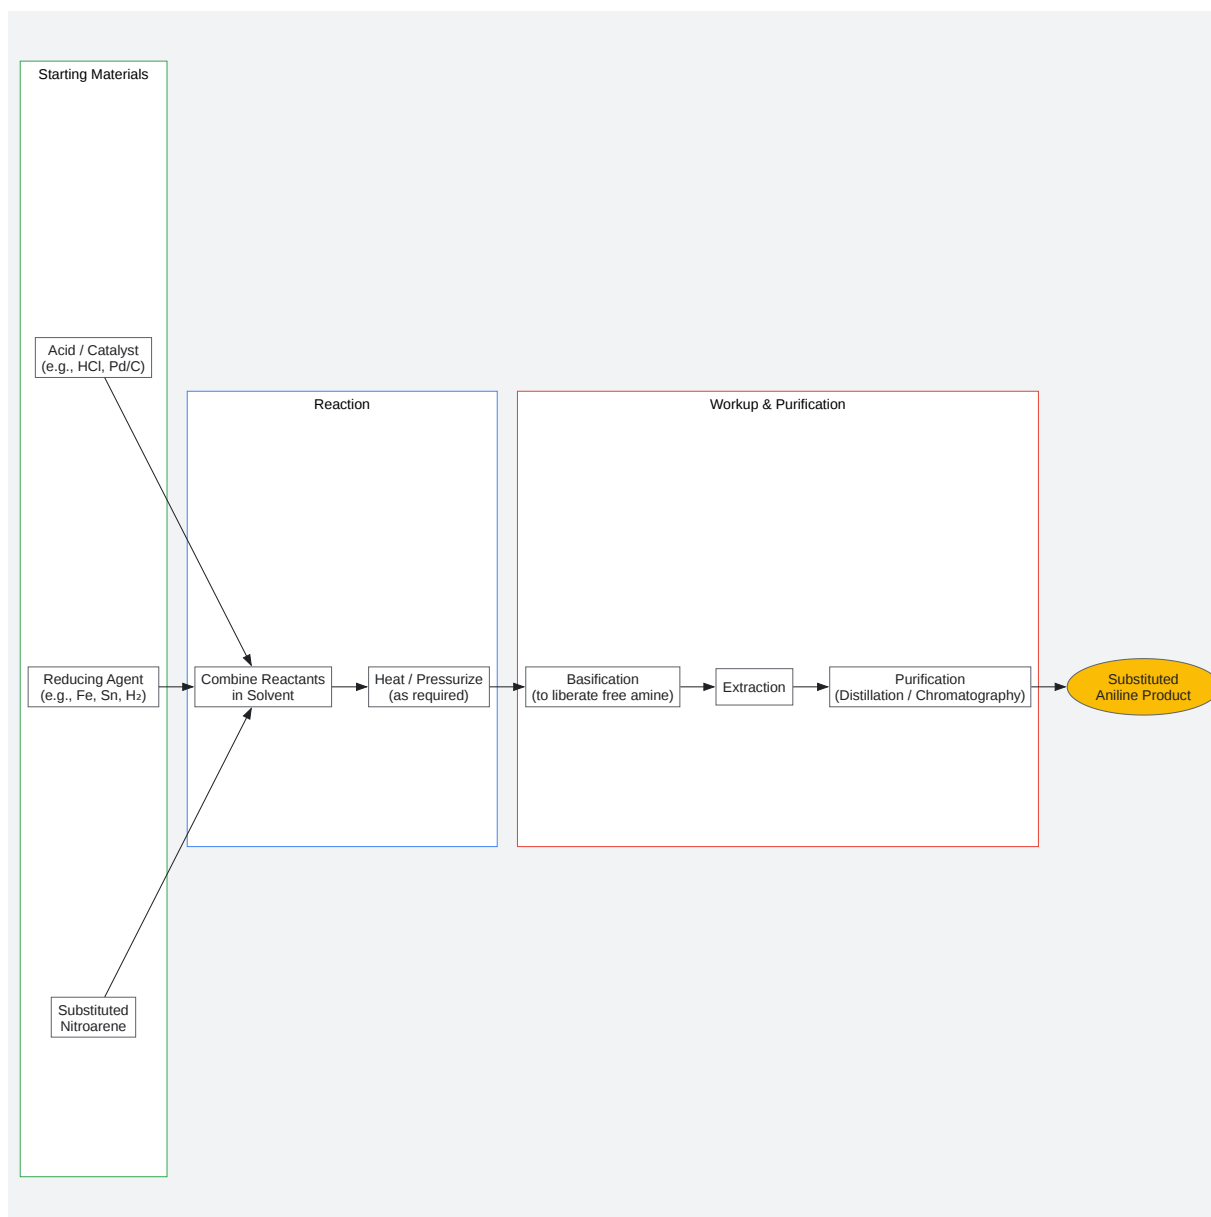 Starting Materials
Acid / Catalyst
(e.g., HCl, Pd/C)
Reducing Agent
(e.g., Fe, Sn, H₂)
Substituted
Nitroarene
Reaction
Combine Reactants
in Solvent
Heat / Pressurize
(as required)
Workup & Purification
Basification
(to liberate free amine)
Extraction
Purification
(Distillation / Chromatography)
Substituted
Aniline Product